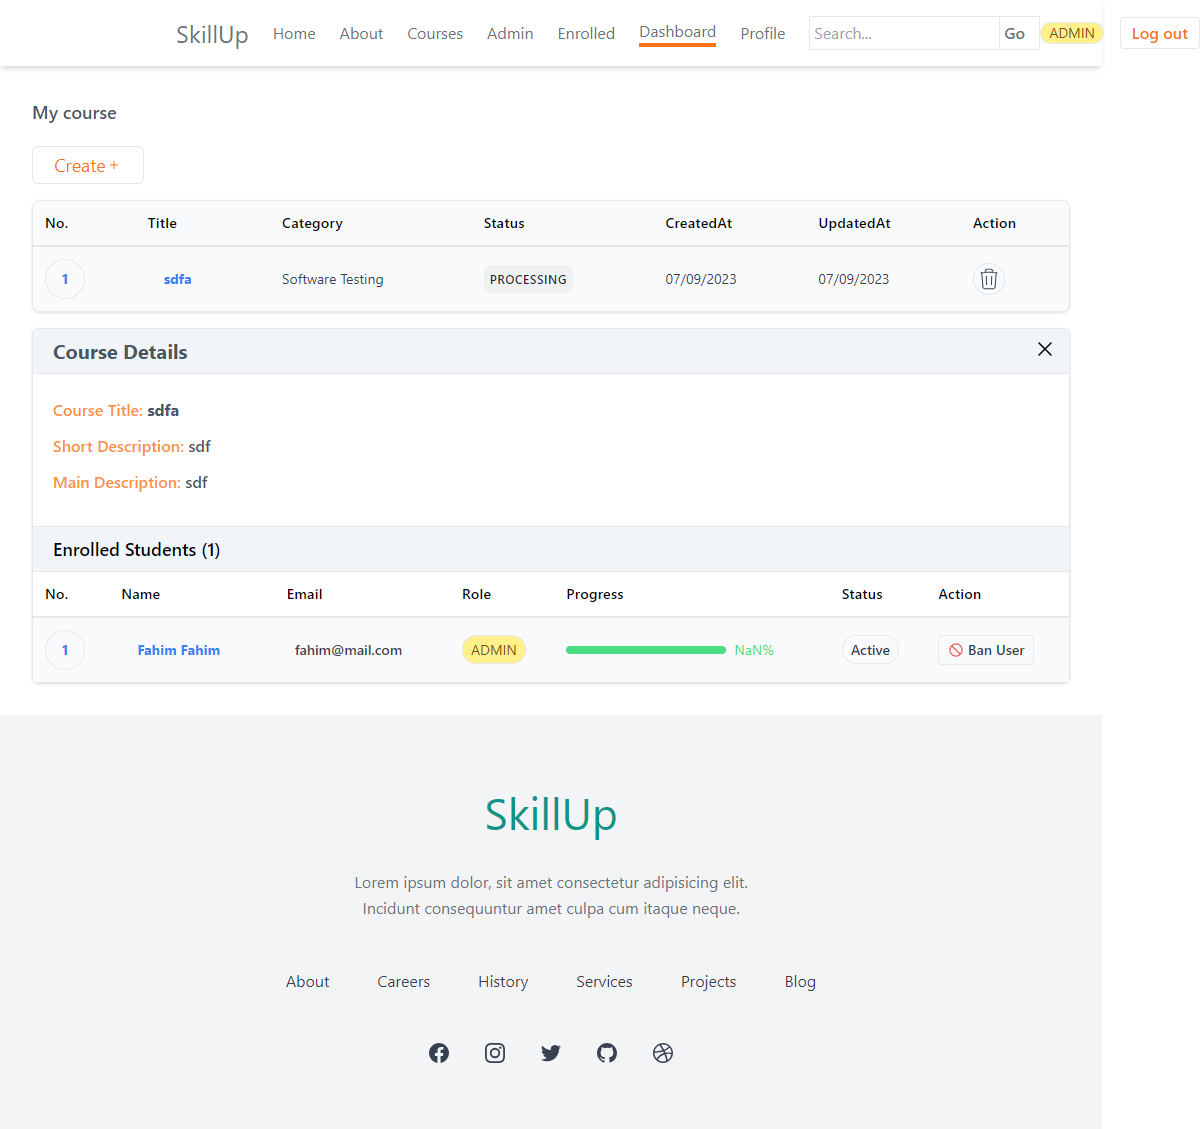 SkillUp Home About Courses Admin Enrolled Dashboard Profile Search... Go ADMIN Log out
My course
Create +
No. Title Category Status CreatedAt UpdatedAt Action
1 sdfa Software Testing PROCESSING 07/09/2023 07/09/2023
Course Details
Course Title: sdfa
Short Description: sdf
Main Description: sdf
Enrolled Students (1)
No. Name Email Role Progress Status Action
1 Fahim Fahim fahim@mail.com ADMIN NaN% Active Ban User
SkillUp
Lorem ipsum dolor, sit amet consectetur adipisicing elit.
Incidunt consequuntur amet culpa cum itaque neque.
About Careers History Services Projects Blog